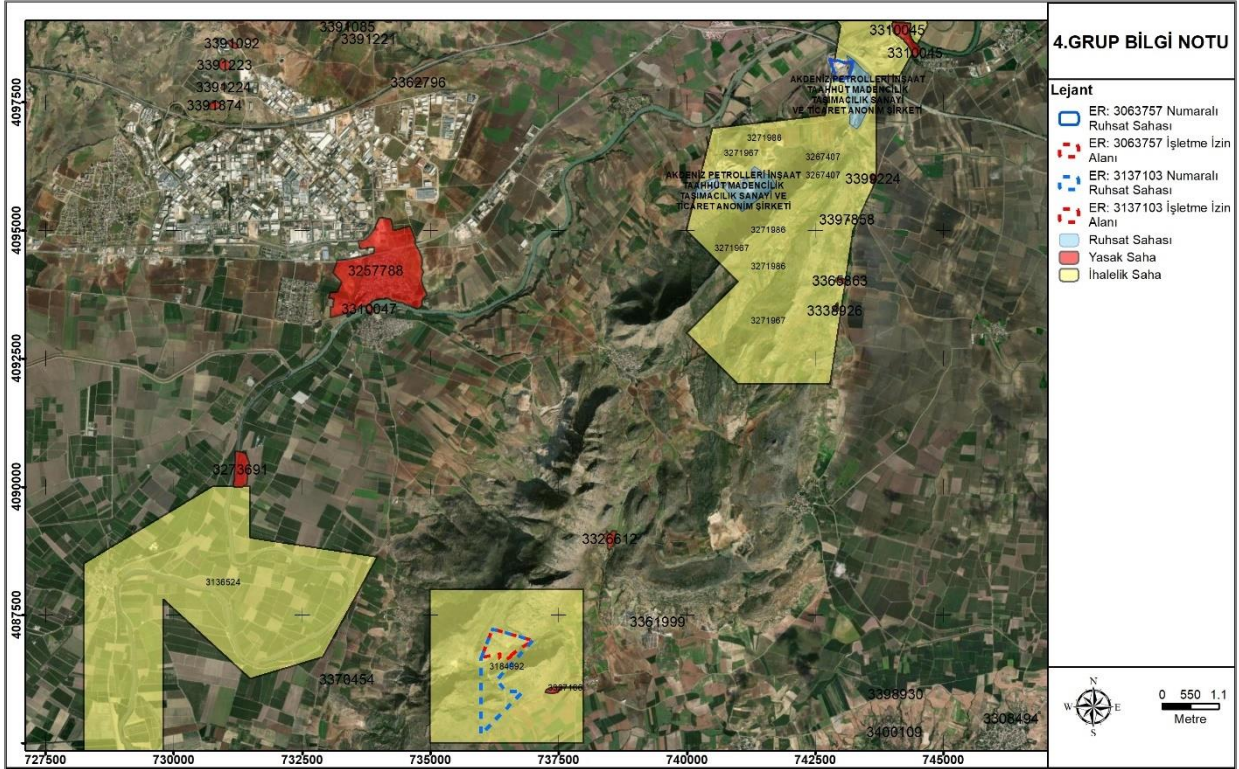 4.GRUP BİLGİ NOTU
Lejant
ER: 3063757 Numaralı
Ruhsat Sahası
ER: 3063757 İşletme İzin
Alanı
ER: 3137103 Numaralı
Ruhsat Sahası
ER: 3137103 İşletme İzin
Alanı
Ruhsat Sahası
Yasak Saha
İhalelik Saha
N
W
E
S
0 550 1.1
Metre
3391085
3391092
3391221
3391223
3391224
3362796
3391874
3310045
3310045
AKDENİZ PETROLLERİ İNŞAAT
TAAHHÜT MADENCİLİK
TAŞIMACILIK SANAYİ
VE TİCARET ANONİM ŞİRKETİ
3271986
3271967
3267407
3267407
3399224
AKDENİZ PETROLLERİ İNŞAAT
TAAHHÜT MADENCİLİK
TAŞIMACILIK SANAYİ VE
TİCARET ANONİM ŞİRKETİ
3397858
3271986
3271967
3271986
3257788
3365863
3310047
3338926
3271967
3273691
3326612
3136524
3361999
3184892
3370454
3398930
3308494
3400109
4097500
4095000
4092500
4090000
4087500
727500
730000
732500
735000
737500
740000
742500
745000